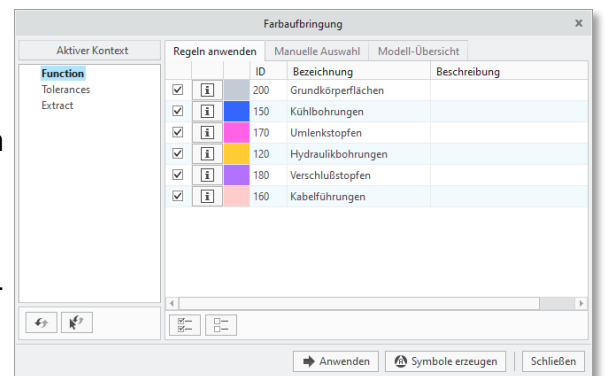 Farbaufbringung
Aktiver Kontext
Function
Tolerances
Extract
Regeln anwenden Manuelle Auswahl Modell-Übersicht
ID Bezeichnung Beschreibung
200 Grundkörperflächen
150 Kühlbohrungen
170 Umlenkstopfen
120 Hydraulikbohrungen
180 Verschlußstopfen
160 Kabelführungen
Anwenden Symbole erzeugen Schließen